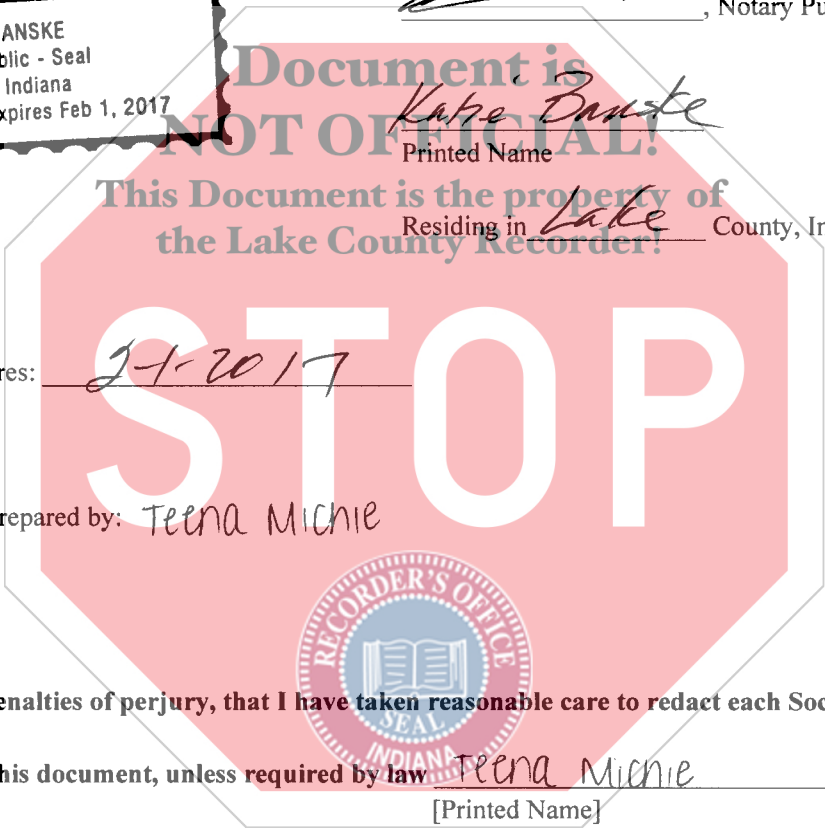 ANSKE
blic - Seal
Indiana
xpires Feb 1, 2017
, Notary Pu
Document is
NOT OFFICIAL!
This Document is the property of
the Lake County Recorder!
Katie Banske
Printed Name
Residing in Lake County, In
res: 2-1-2017
STOP
repared by: Teena Michie
RECORDER'S OFFICE
SEAL
INDIANA
enalties of perjury, that I have taken reasonable care to redact each Soc
his document, unless required by law Teena Michie
[Printed Name]